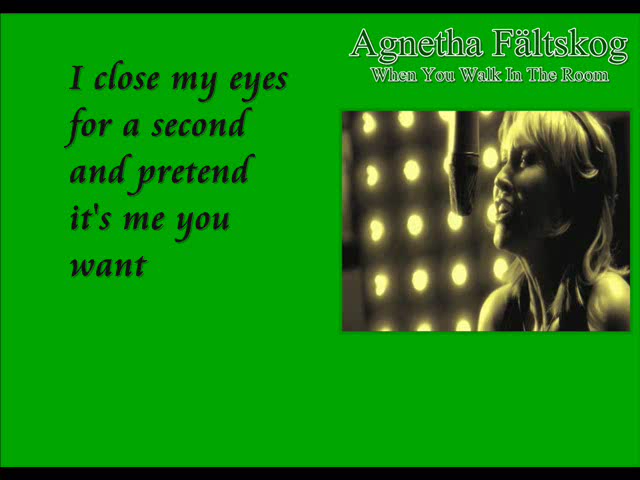 Agnetha Fältskog
When You Walk In The Room
I close my eyes
for a second
and pretend
it's me you
want